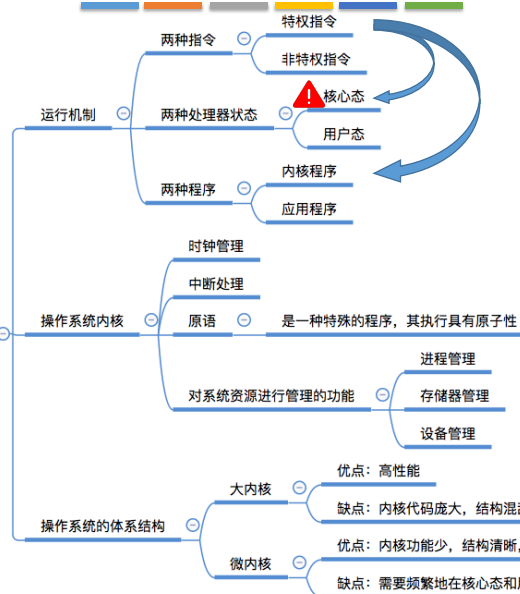 特权指令
两种指令
非特权指令
核心态
运行机制
两种处理器状态
用户态
内核程序
两种程序
应用程序
时钟管理
中断处理
操作系统内核
原语
是一种特殊的程序，其执行具有原子性
进程管理
对系统资源进行管理的功能
存储器管理
设备管理
优点：高性能
大内核
缺点：内核代码庞大，结构混
操作系统的体系结构
优点：内核功能少，结构清晰，
微内核
缺点：需要频繁地在核心态和